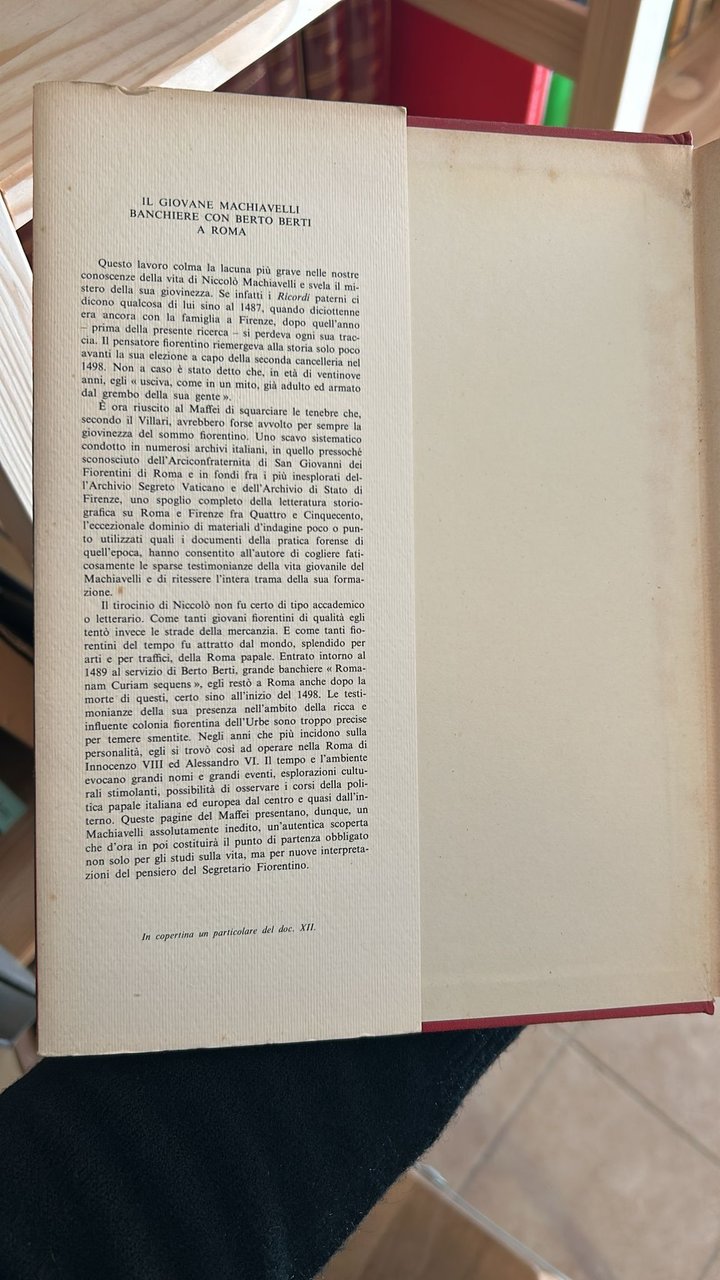 IL GIOVANE MACHIAVELLI
BANCHIERE CON BERTO BERTI
A ROMA
Questo lavoro colma la lacuna più grave nelle nostre
conoscenze della vita di Niccolò Machiavelli e svela il mi-
stero della sua giovinezza. Se infatti i Ricordi paterni ci
dicono qualcosa di lui sino al 1487, quando diciottenne
era ancora con la famiglia a Firenze, dopo quell'anno
– prima della presente ricerca – si perdeva ogni sua trac-
cia. Il pensatore fiorentino riemergeva alla storia solo poco
avanti la sua elezione a capo della seconda cancelleria nel
1498. Non a caso è stato detto che, in età di ventinove
anni, egli « usciva, come in un mito, già adulto ed armato
dal grembo della sua gente ».
È ora riuscito al Maffei di squarciare le tenebre che,
secondo il Villari, avrebbero forse avvolto per sempre la
giovinezza del sommo fiorentino. Uno scavo sistematico
condotto in numerosi archivi italiani, in quello pressoché
sconosciuto dell'Arciconfraternita di San Giovanni dei
Fiorentini di Roma e in fondi fra i più inesplorati del-
l'Archivio Segreto Vaticano e dell'Archivio di Stato di
Firenze, uno spoglio completo della letteratura storio-
grafica su Roma e Firenze fra Quattro e Cinquecento,
l'eccezionale dominio di materiali d'indagine poco o pun-
to utilizzati quali i documenti della pratica forense di
quell'epoca, hanno consentito all'autore di cogliere fati-
cosamente le sparse testimonianze della vita giovanile del
Machiavelli e di ritessere l'intera trama della sua forma-
zione.
Il tirocinio di Niccolò non fu certo di tipo accademico
o letterario. Come tanti giovani fiorentini di qualità egli
tentò invece le strade della mercanzia. E come tanti fio-
rentini del tempo fu attratto dal mondo, splendido per
arti e per traffici, della Roma papale. Entrato intorno al
1489 al servizio di Berto Berti, grande banchiere « Roma-
nam Curiam sequens », egli restò a Roma anche dopo la
morte di questi, certo sino all'inizio del 1498. Le testi-
monianze della sua presenza nell'ambito della ricca e
influente colonia fiorentina dell'Urbe sono troppo precise
per temere smentite. Negli anni che più incidono sulla
personalità, egli si trovò così ad operare nella Roma di
Innocenzo VIII ed Alessandro VI. Il tempo e l'ambiente
evocano grandi nomi e grandi eventi, esplorazioni cultu-
rali stimolanti, possibilità di osservare i corsi della poli-
tica papale italiana ed europea dal centro e quasi dall'in-
terno. Queste pagine del Maffei presentano, dunque, un
Machiavelli assolutamente inedito, un'autentica scoperta
che d'ora in poi costituirà il punto di partenza obbligato
non solo per gli studi sulla vita, ma per nuove interpreta-
zioni del pensiero del Segretario Fiorentino.
In copertina un particolare del doc. XII.